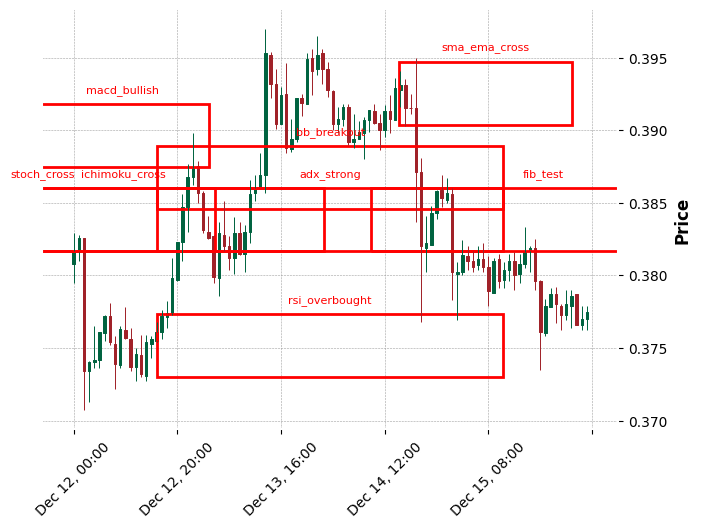 sma_ema_cross
macd_bullish
bb_breakout
stoch_cross ichimoku_cross adx_strong fib_test
rsi_overbought
0.395
0.390
0.385
0.380
0.375
0.370
Price
Dec 12, 00:00
Dec 12, 20:00
Dec 13, 16:00
Dec 14, 12:00
Dec 15, 08:00